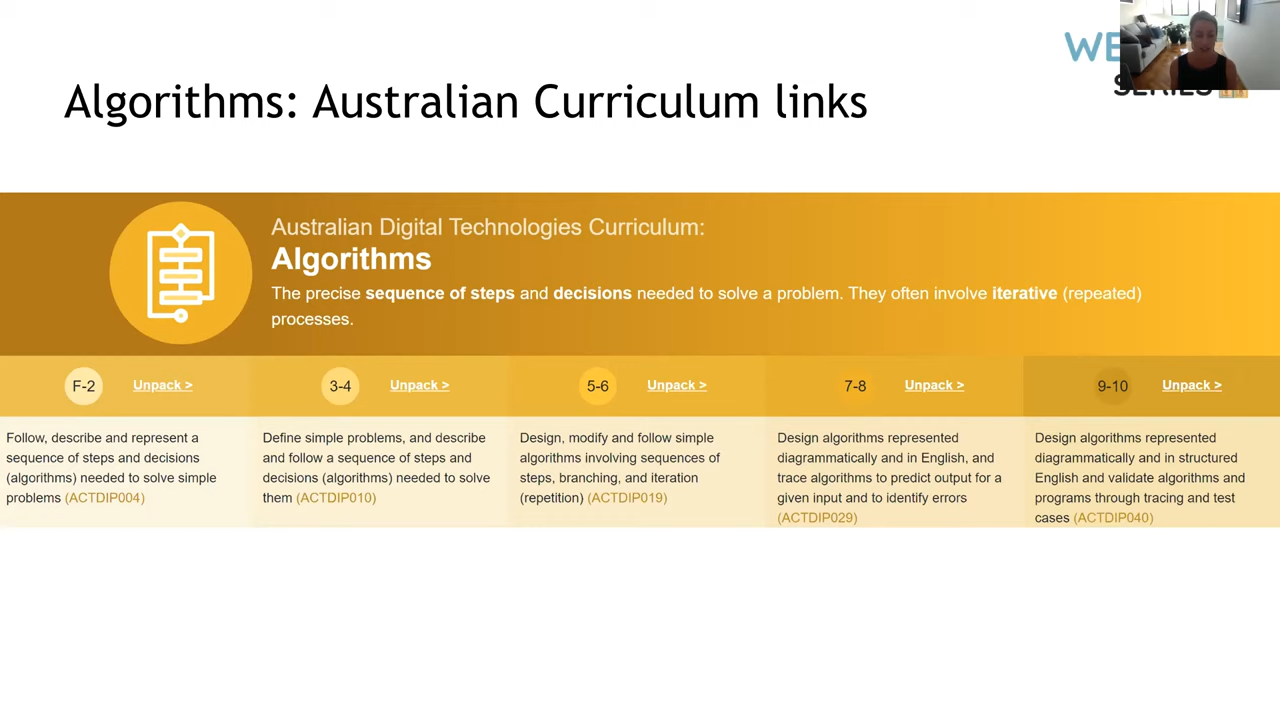 WE
SERIES
Algorithms: Australian Curriculum links
Australian Digital Technologies Curriculum:
Algorithms
The precise sequence of steps and decisions needed to solve a problem. They often involve iterative (repeated)
processes.
F-2 Unpack >
3-4 Unpack >
5-6 Unpack >
7-8 Unpack >
9-10 Unpack >
Follow, describe and represent a
sequence of steps and decisions
(algorithms) needed to solve simple
problems (ACTDIP004)
Define simple problems, and describe
and follow a sequence of steps and
decisions (algorithms) needed to solve
them (ACTDIP010)
Design, modify and follow simple
algorithms involving sequences of
steps, branching, and iteration
(repetition) (ACTDIP019)
Design algorithms represented
diagrammatically and in English, and
trace algorithms to predict output for a
given input and to identify errors
(ACTDIP029)
Design algorithms represented
diagrammatically and in structured
English and validate algorithms and
programs through tracing and test
cases (ACTDIP040)